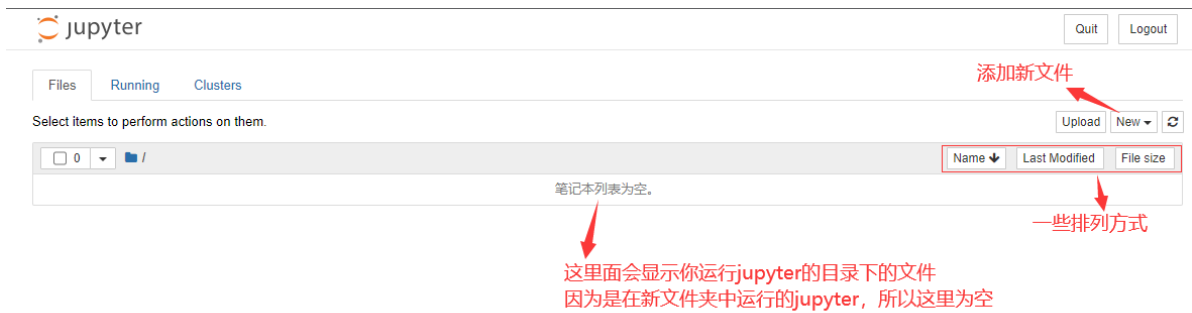 jupyter
Quit
Logout
添加新文件
Files
Running
Clusters
Select items to perform actions on them.
Upload
New
0
/
Name
Last Modified
File size
笔记本列表为空。
一些排列方式
这里面会显示你运行jupyter的目录下的文件
因为是在新文件夹中运行的jupyter，所以这里为空